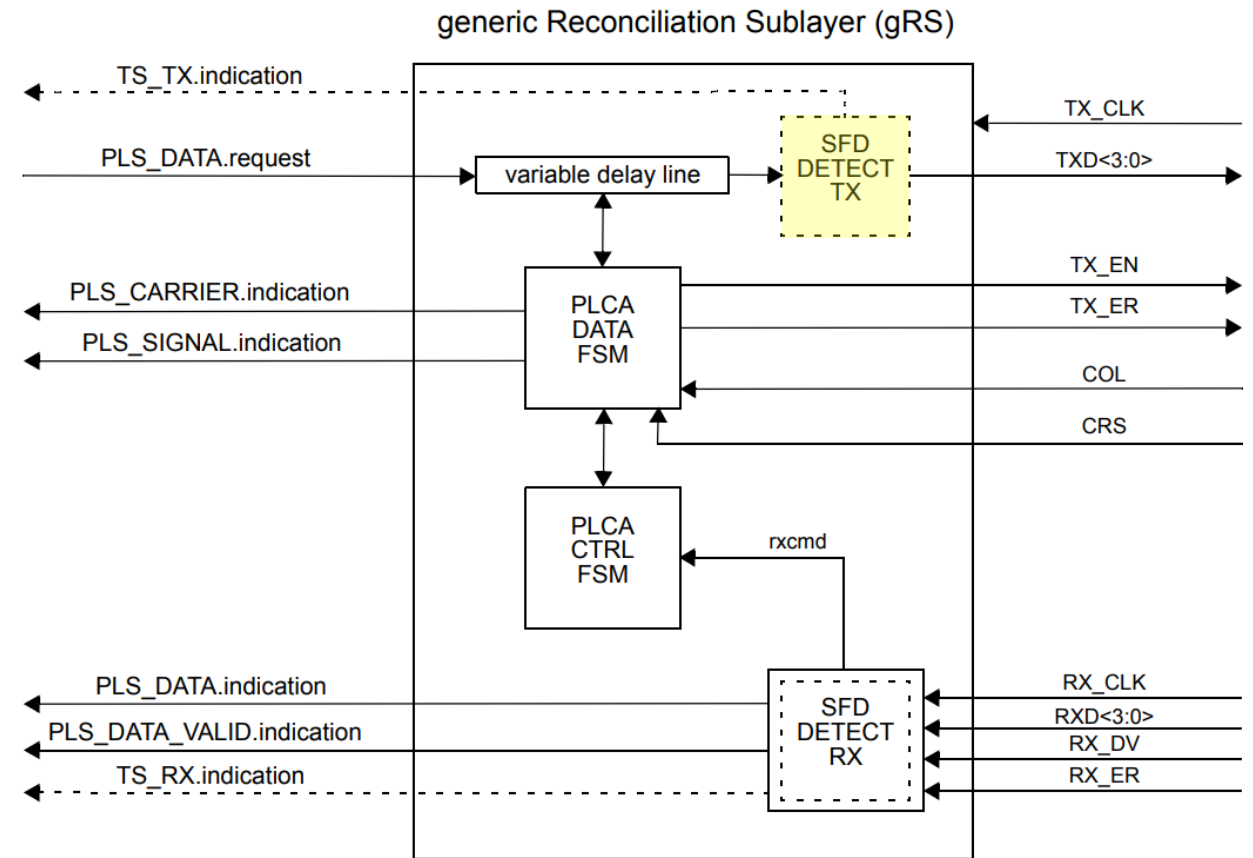 generic Reconciliation Sublayer (gRS)
TS_TX.indication
TX_CLK
SFD
DETECT
TX
PLS_DATA.request
variable delay line
TXD<3:0>
TX_EN
PLS_CARRIER.indication
PLCA
DATA
FSM
TX_ER
PLS_SIGNAL.indication
COL
CRS
PLCA
CTRL
FSM
rxcmd
PLS_DATA.indication
SFD
DETECT
RX
RX_CLK
RXD<3:0>
PLS_DATA_VALID.indication
RX_DV
TS_RX.indication
RX_ER